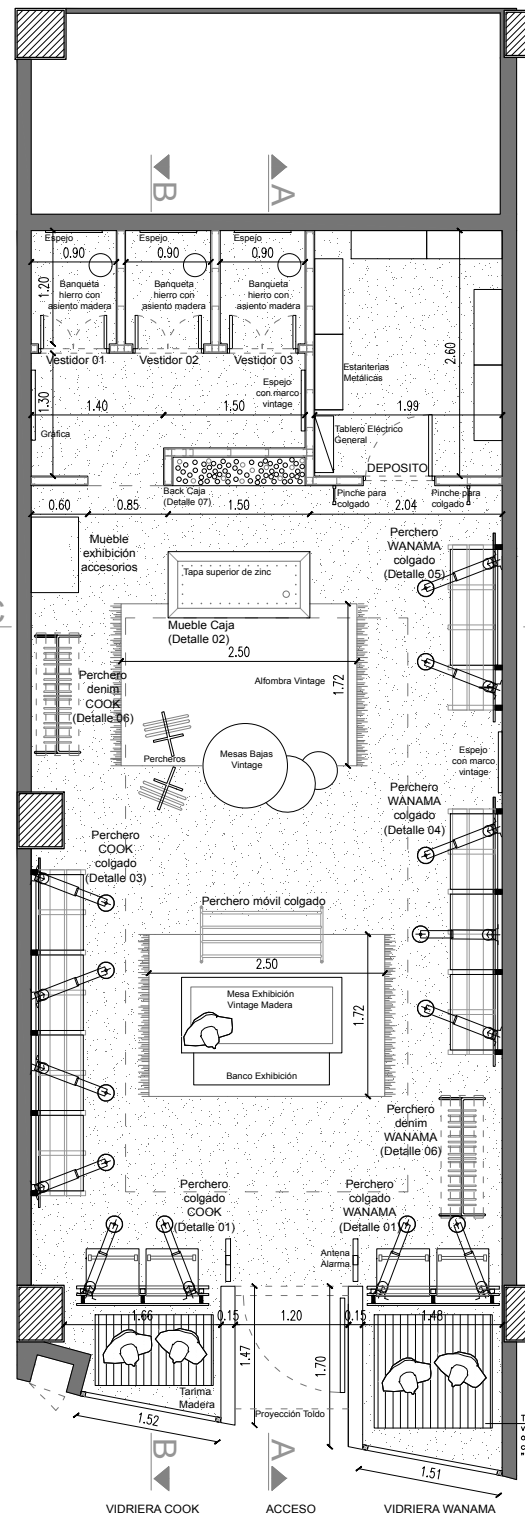 B
A
Espejo
Espejo
Espejo
0.90
0.90
0.90
Banqueta
hierro con
asiento madera
Banqueta
hierro con
asiento madera
Banqueta
hierro con
asiento madera
1.20
2.60
Vestidor 01
Vestidor 02
Vestidor 03
Estanterias
Metálicas
Espejo
con marco
vintage
1.30
1.40
1.50
1.99
Gráfica
Tablero Eléctrico
General
DEPOSITO
Back Caja
(Detalle 07)
Pinche para
colgado
Pinche para
colgado
0.60
0.85
1.50
2.04
Mueble
exhibición
accesorios
Perchero
WANAMA
colgado
(Detalle 05)
Tapa superior de zinc
C
Mueble Caja
(Detalle 02)
2.50
1.72
Perchero
denim
COOK
(Detalle 06)
Alfombra Vintage
Percheros
Mesas Bajas
Vintage
Espejo
con marco
vintage
Perchero
WANAMA
colgado
(Detalle 04)
Perchero
COOK
colgado
(Detalle 03)
Perchero móvil colgado
2.50
1.72
Mesa Exhibición
Vintage Madera
Banco Exhibición
Perchero
denim
WANAMA
(Detalle 06)
Perchero
colgado
COOK
(Detalle 01)
Perchero
colgado
WANAMA
(Detalle 01)
Antena
Alarma
1.66
0.15
1.20
0.15
1.48
1.47
1.70
Tarima
Madera
Proyección Toldo
1.52
1.51
B
A
VIDRIERA COOK
ACCESO
VIDRIERA WANAMA